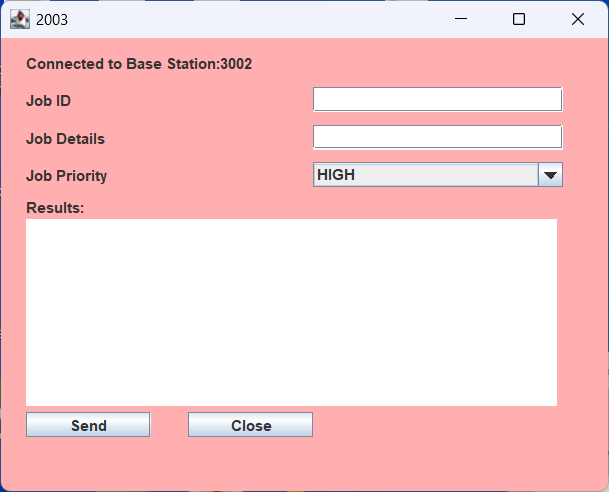 2003
Connected to Base Station:3002
Job ID
Job Details
Job Priority
HIGH
Results:
Send
Close